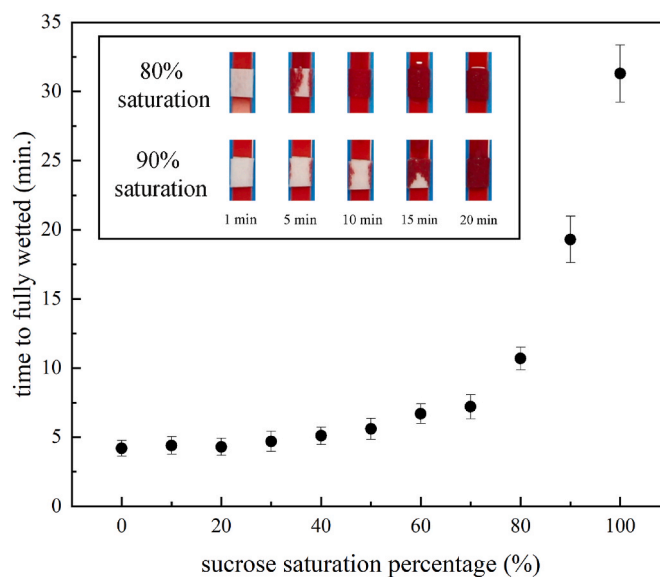 35
30
25
20
15
10
5
0
time to fully wetted (min.)
80%
saturation
90%
saturation
1 min 5 min 10 min 15 min 20 min
0 20 40 60 80 100
sucrose saturation percentage (%)